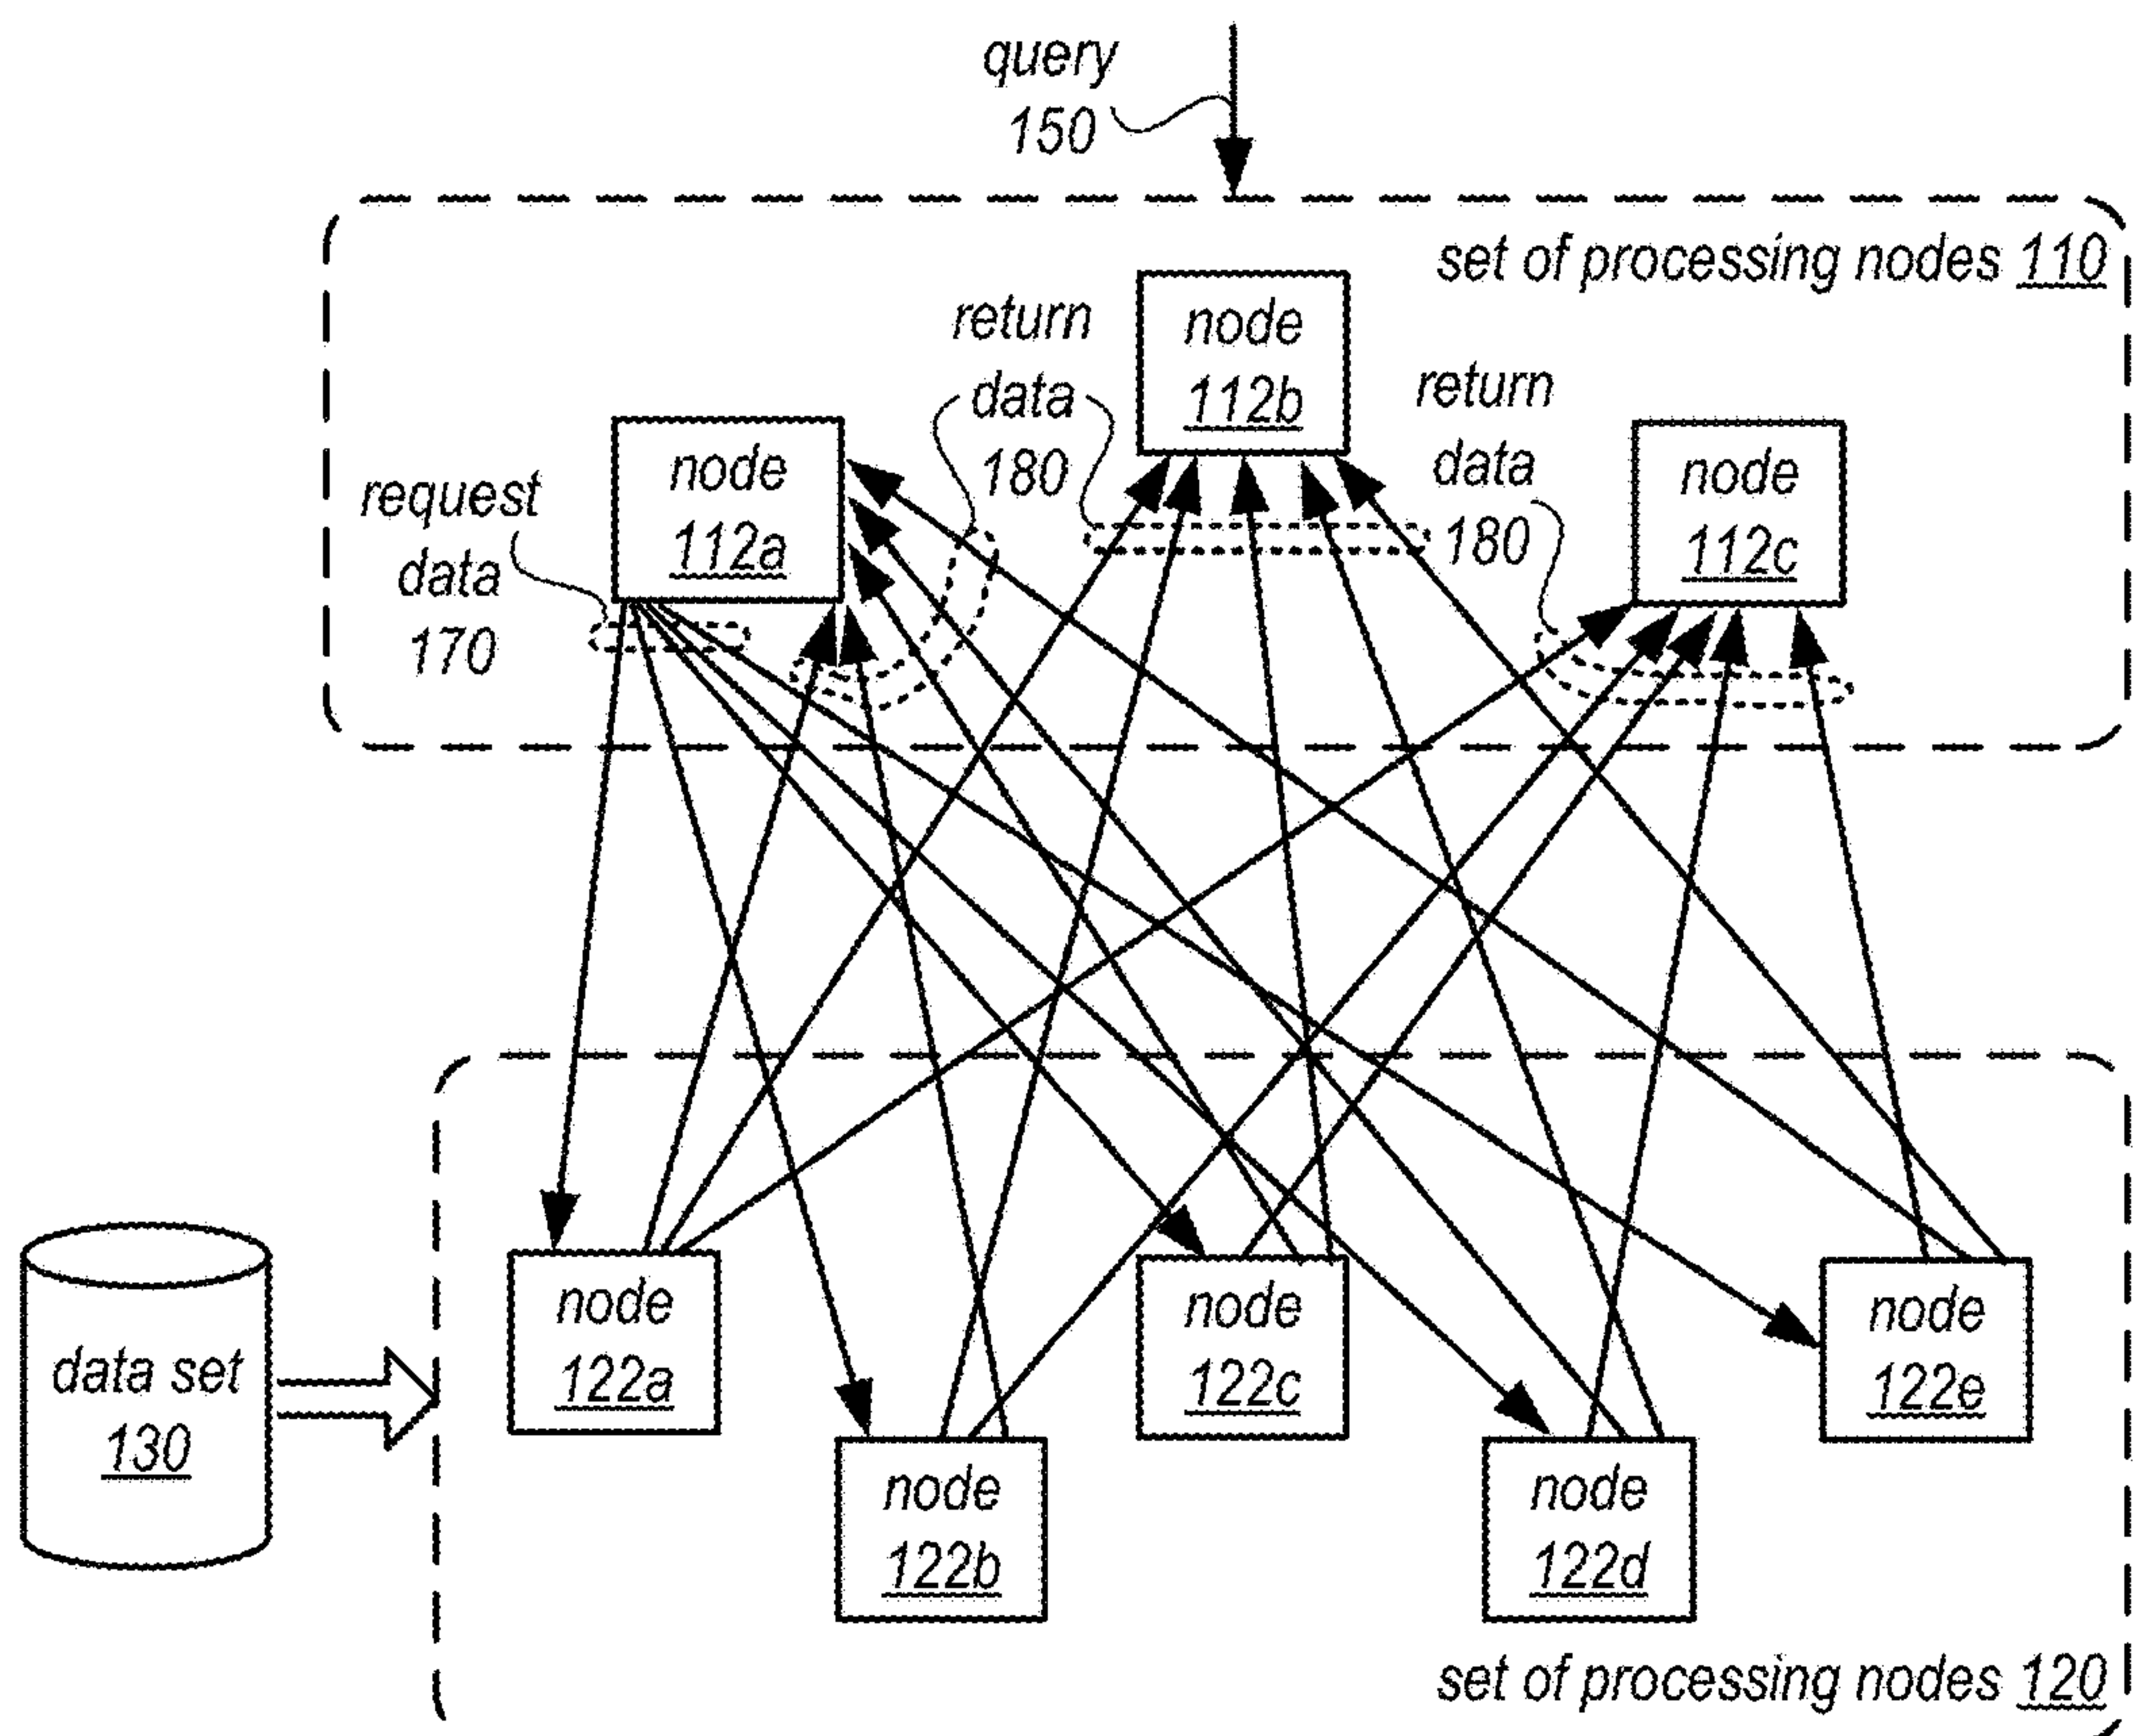 query
150
set of processing nodes 110
node
112b
return
data
180
return
data
180
node
112a
node
112c
request
data
170
data set
130
node
122a
node
122c
node
122e
node
122b
node
122d
set of processing nodes 120